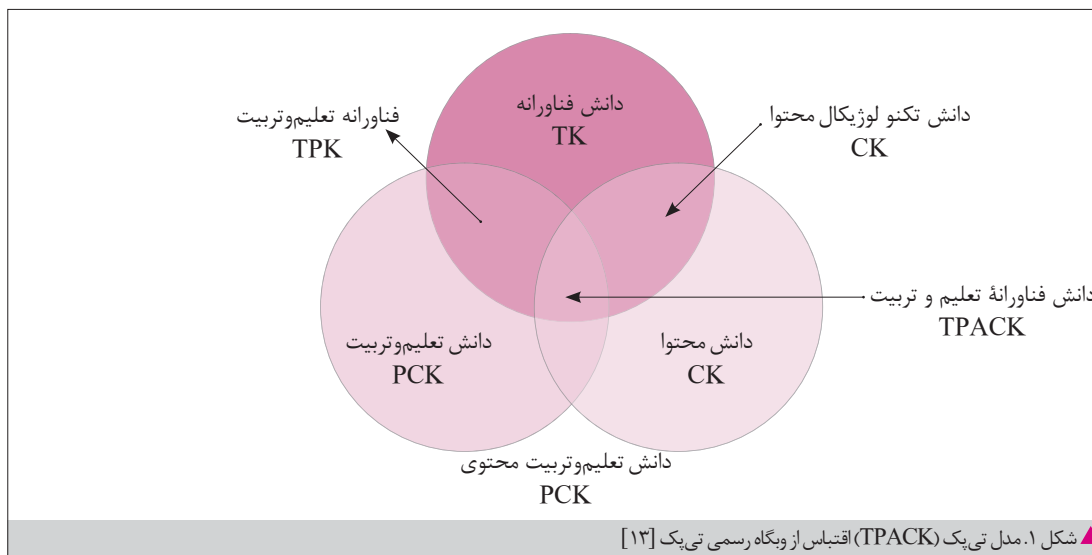 دانش فناورانه
TK
فناورانه تعلیم‌وتربیت
TPK
دانش تکنو لوژیکال محتوا
CK
دانش فناورانهٔ تعلیم و تربیت
TPACK
دانش محتوا
CK
دانش تعلیم‌وتربیت
PCK
دانش تعلیم‌وتربیت محتوی
PCK
شکل ۱. مدل تی‌پک (TPACK) اقتباس از وبگاه رسمی تی‌پک [۱۳]